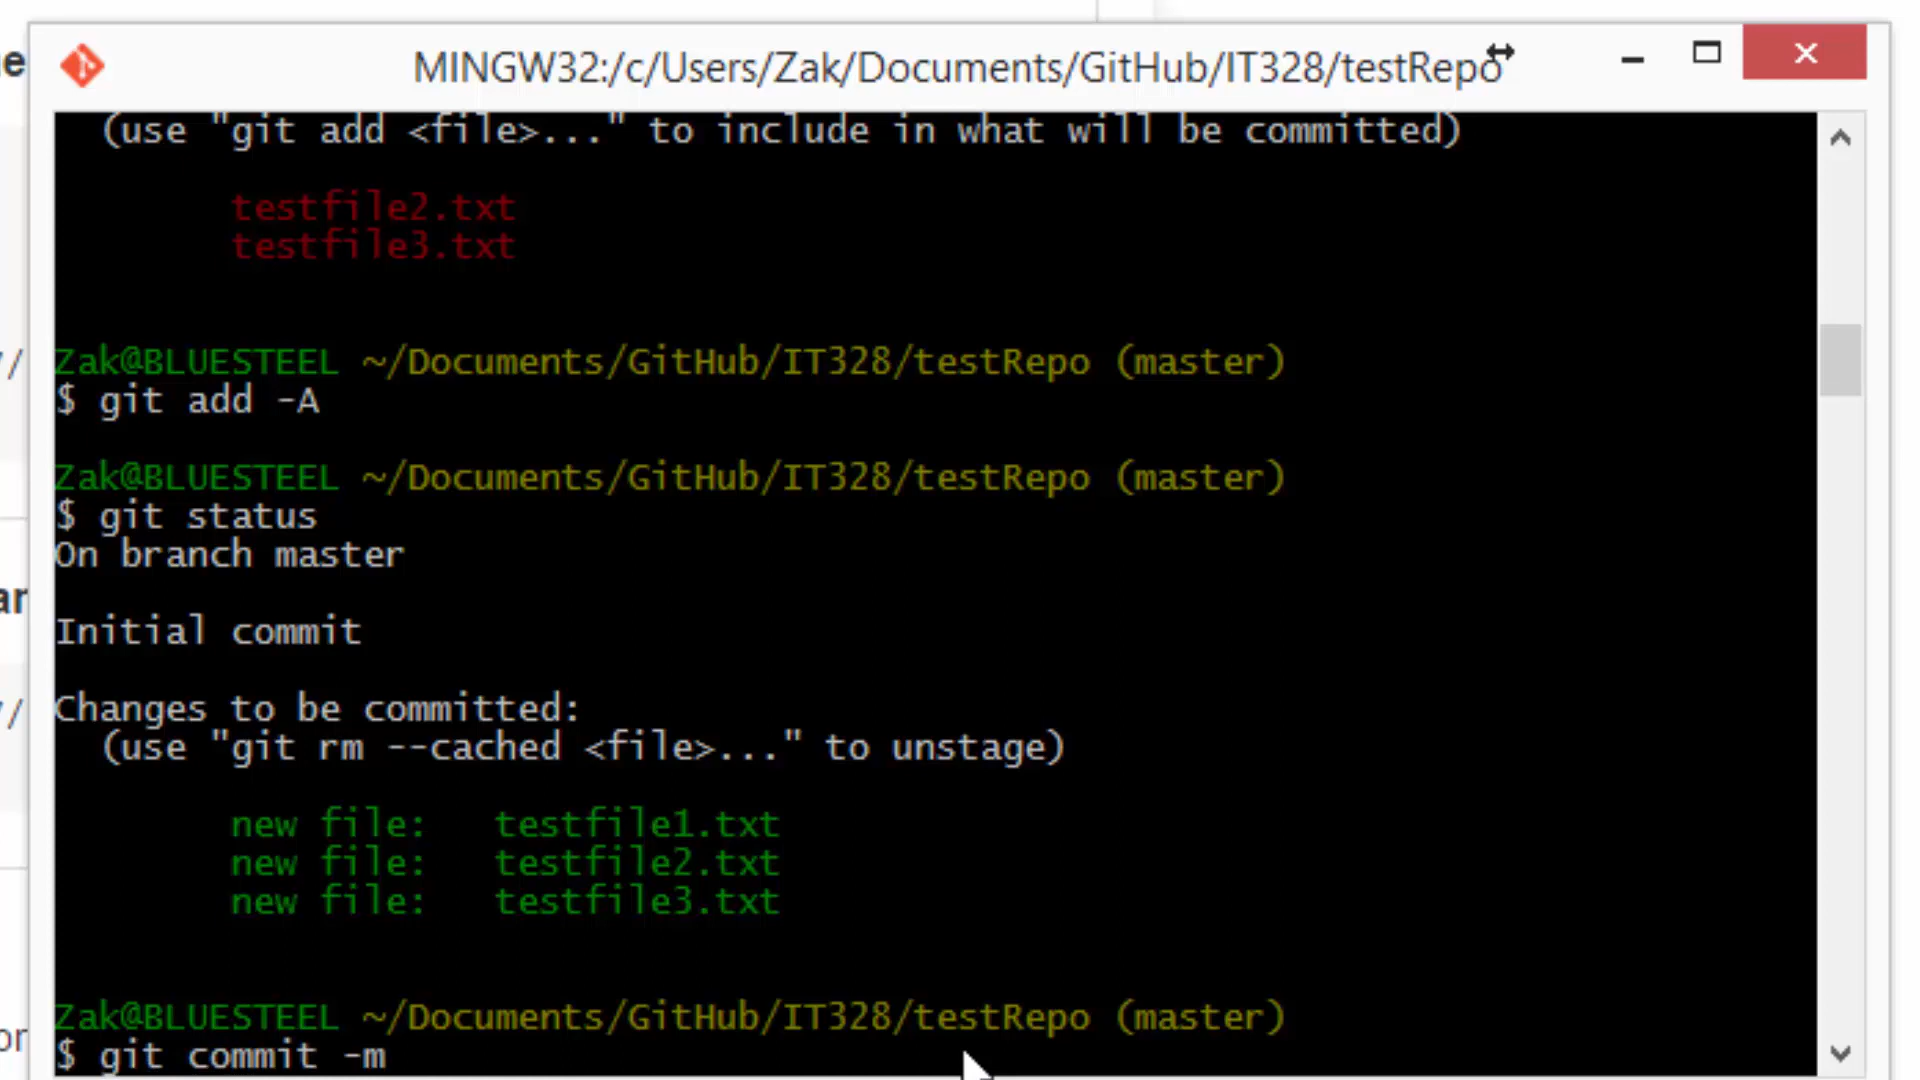 MINGW32:/c/Users/Zak/Documents/GitHub/IT328/testRepo
(use "git add <file>..." to include in what will be committed)
testfile2.txt
testfile3.txt
Zak@BLUESTEEL ~/Documents/GitHub/IT328/testRepo (master)
$ git add -A
Zak@BLUESTEEL ~/Documents/GitHub/IT328/testRepo (master)
$ git status
On branch master
Initial commit
Changes to be committed:
(use "git rm --cached <file>..." to unstage)
new file: testfile1.txt
new file: testfile2.txt
new file: testfile3.txt
Zak@BLUESTEEL ~/Documents/GitHub/IT328/testRepo (master)
$ git commit -m